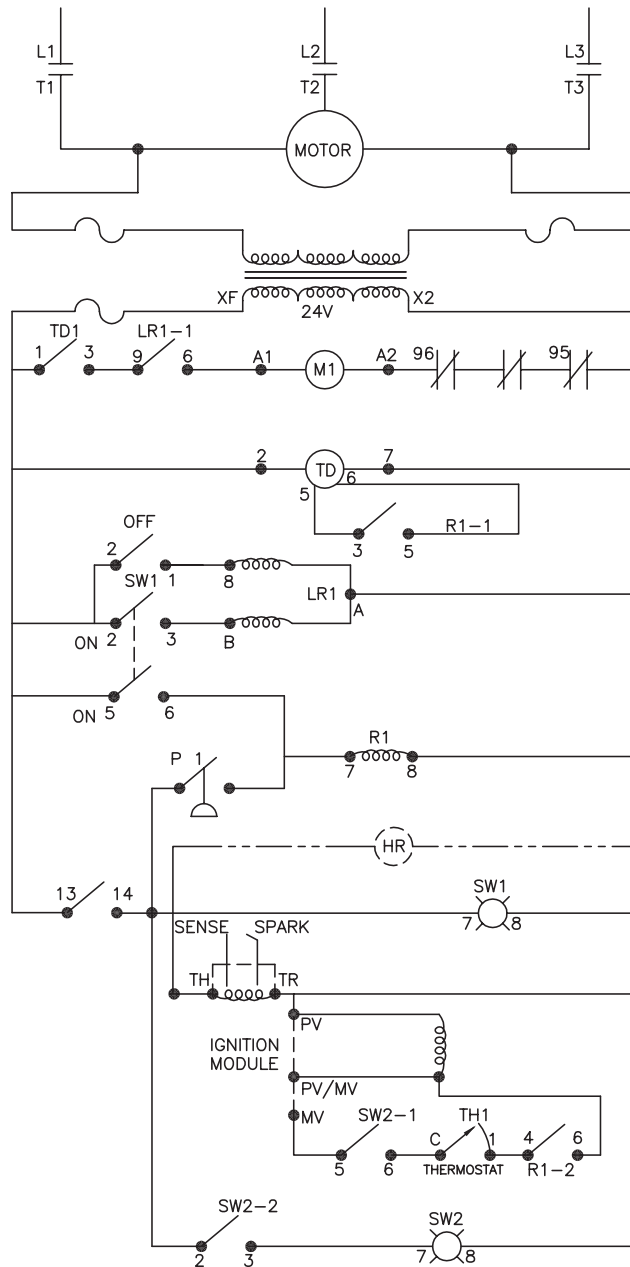 L1 L2 L3
T1 T2 T3
MOTOR
XF X2
24V
TD1 LR1-1
1 3 9 6 A1 M1 A2 96 95
2 TD 7
5 6
3 5 R1-1
OFF
2 1 8
SW1 LR1
A
ON 2 3 B
ON 5 6
P 1 R1
7 8
HR
13 14 SW1
7 8
SENSE SPARK
TH TR
PV
IGNITION
MODULE
PV/MV
MV
SW2-1 TH1
5 6 C 1 4 6
THERMOSTAT R1-2
SW2-2 SW2
2 3 7 8